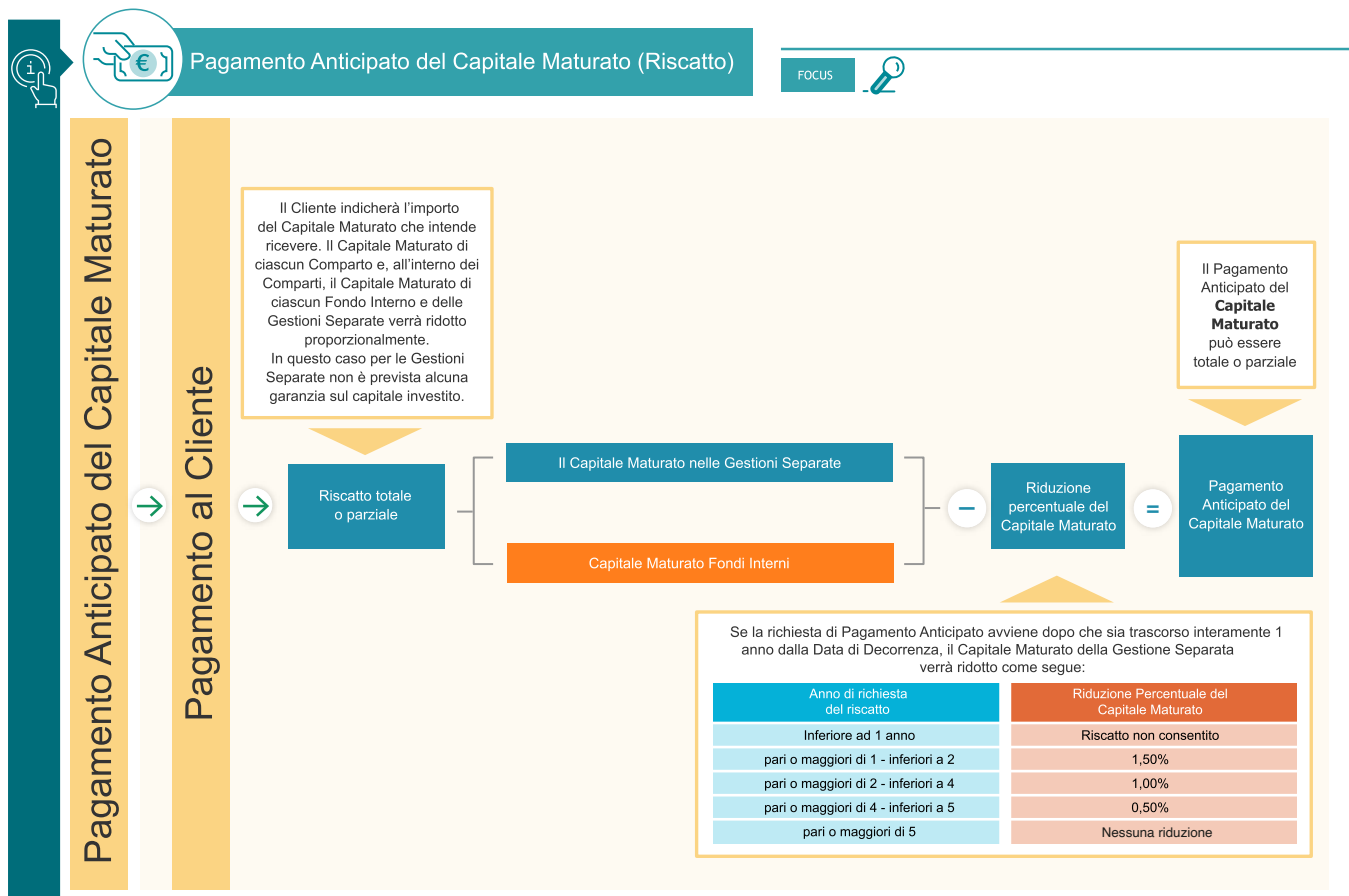 Pagamento Anticipato del Capitale Maturato (Riscatto)
FOCUS
Pagamento Anticipato del Capitale Maturato
Pagamento al Cliente
Il Cliente indicherà l’importo
del Capitale Maturato che intende
ricevere. Il Capitale Maturato di
ciascun Comparto e, all’interno dei
Comparti, il Capitale Maturato di
ciascun Fondo Interno e delle
Gestioni Separate verrà ridotto
proporzionalmente.
In questo caso per le Gestioni
Separate non è prevista alcuna
garanzia sul capitale investito.
Riscatto totale
o parziale
Il Capitale Maturato nelle Gestioni Separate
Capitale Maturato Fondi Interni
−
Riduzione
percentuale del
Capitale Maturato
=
Il Pagamento
Anticipato del
Capitale
Maturato
può essere
totale o parziale
Pagamento
Anticipato del
Capitale Maturato
Se la richiesta di Pagamento Anticipato avviene dopo che sia trascorso interamente 1
anno dalla Data di Decorrenza, il Capitale Maturato della Gestione Separata
verrà ridotto come segue:
Anno di richiesta
del riscatto
Riduzione Percentuale del
Capitale Maturato
Inferiore ad 1 anno
Riscatto non consentito
pari o maggiori di 1 - inferiori a 2
1,50%
pari o maggiori di 2 - inferiori a 4
1,00%
pari o maggiori di 4 - inferiori a 5
0,50%
pari o maggiori di 5
Nessuna riduzione